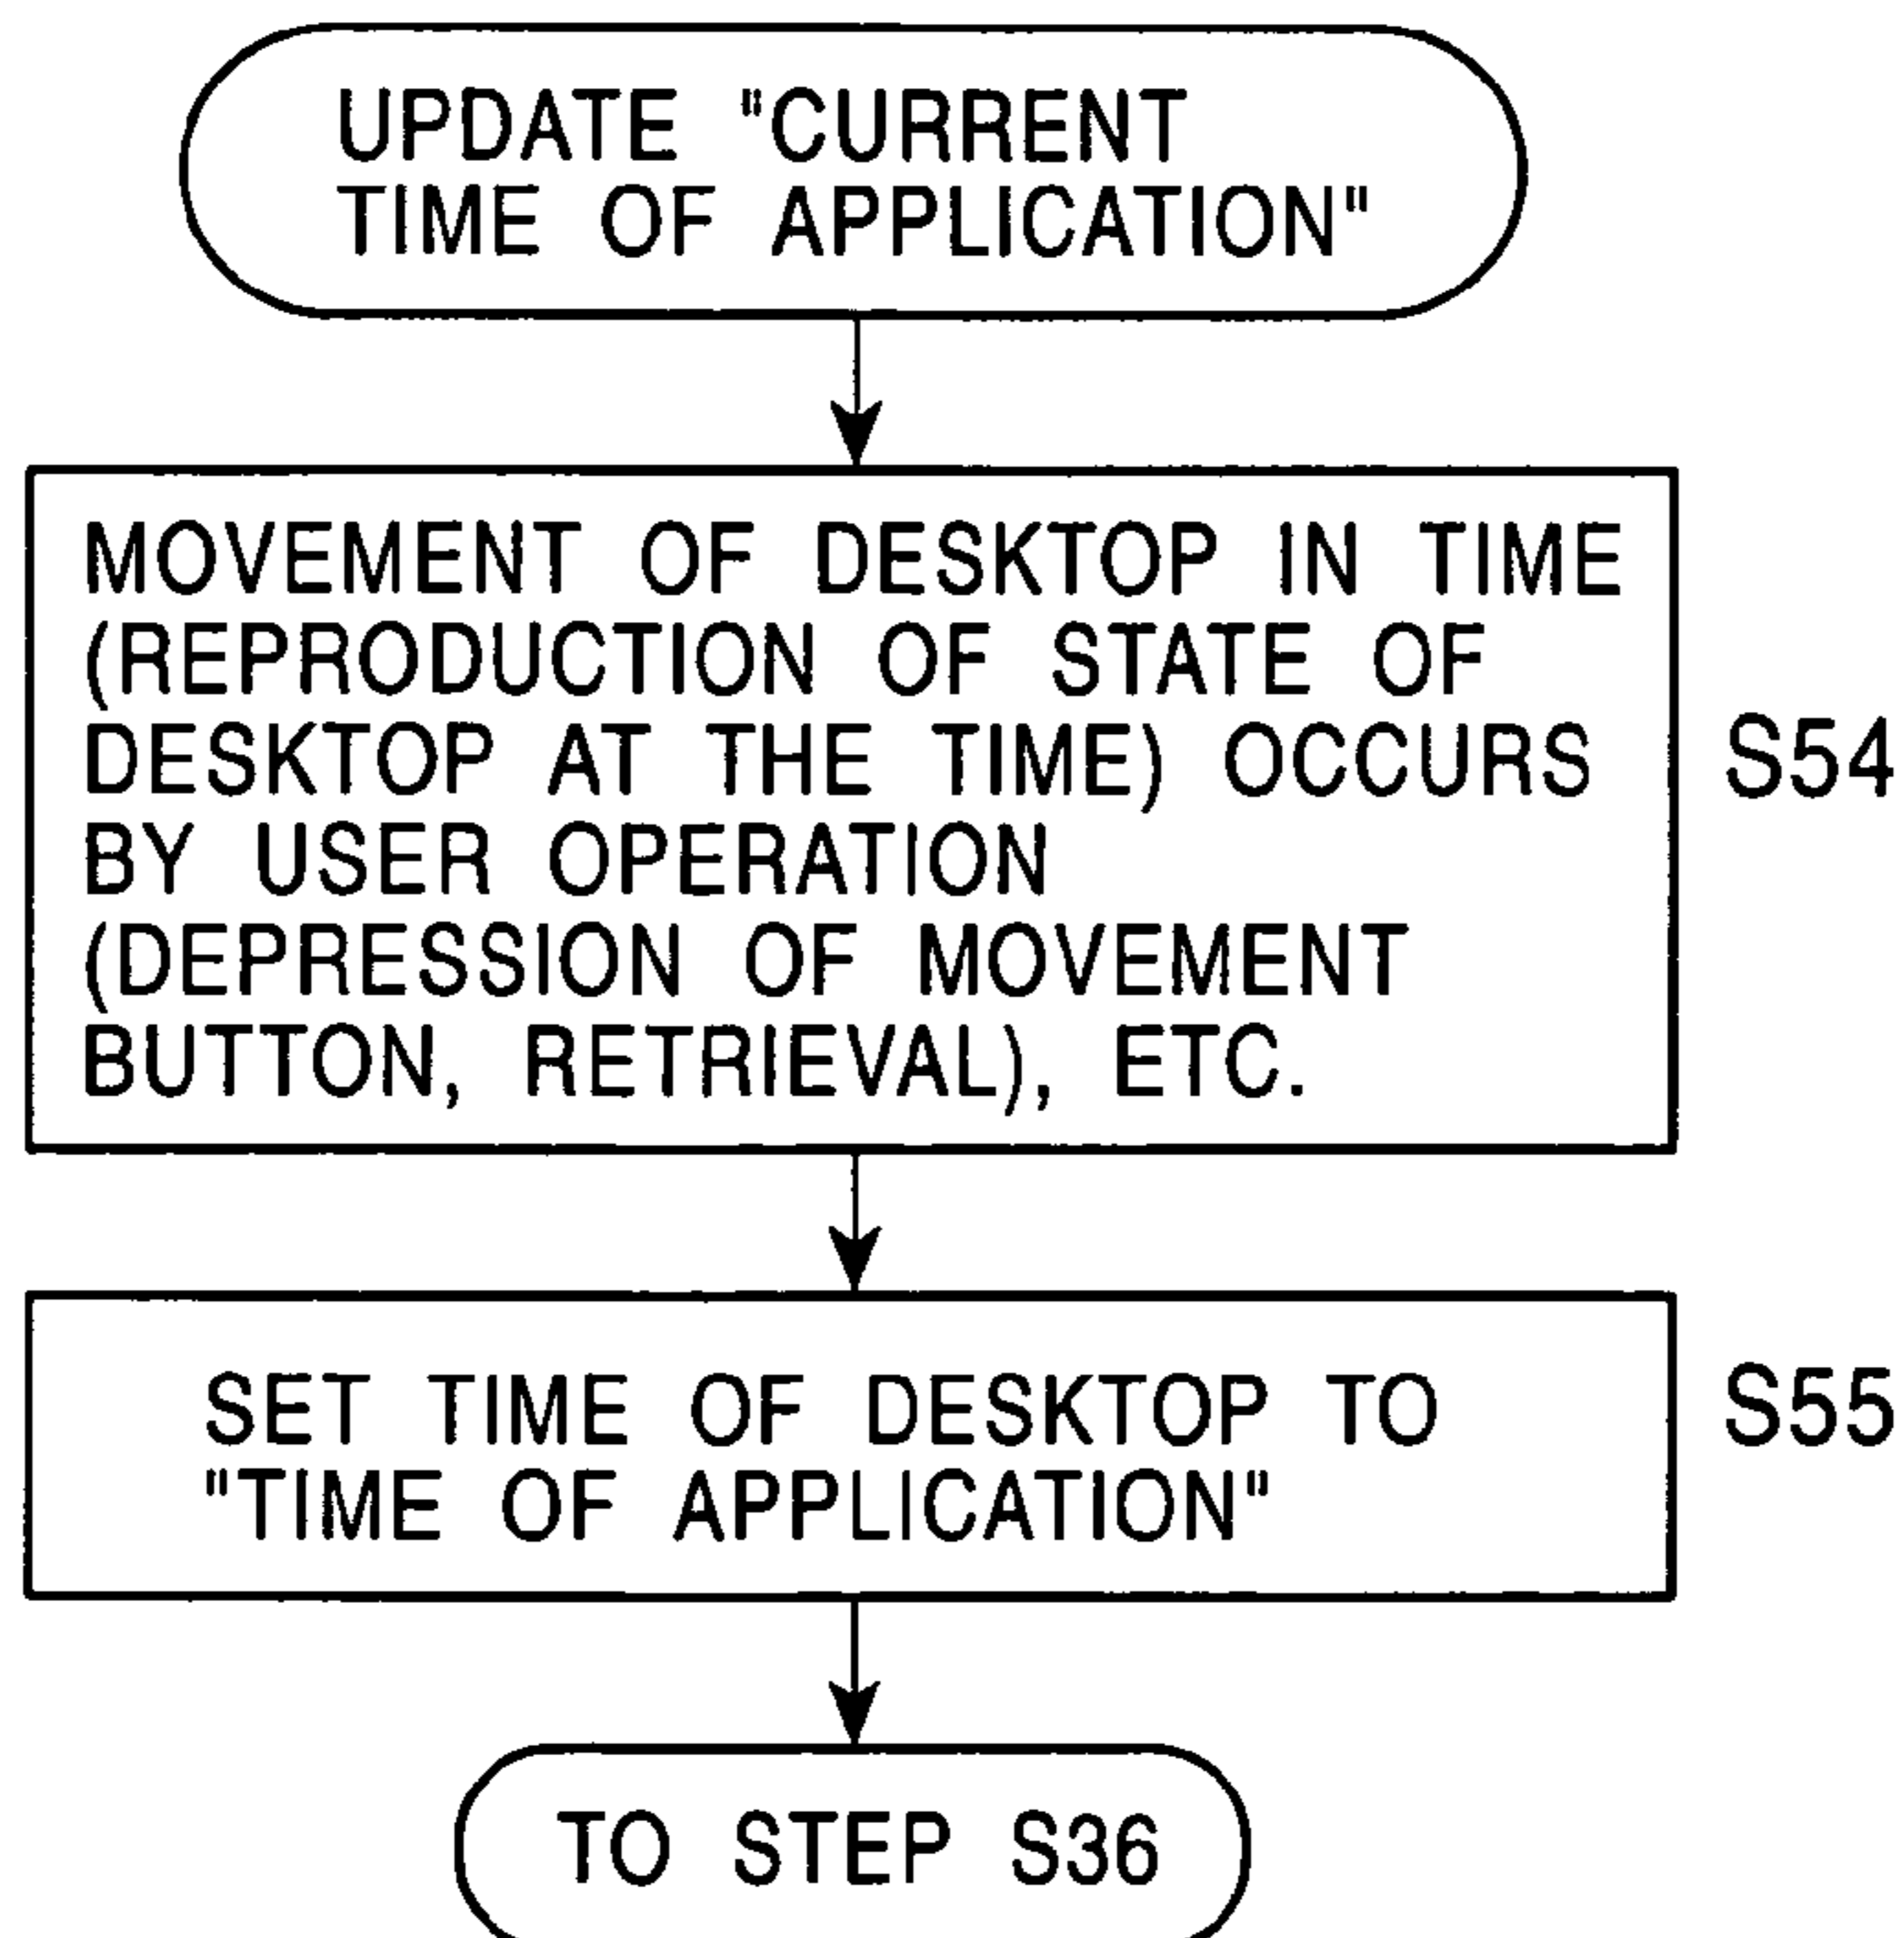 UPDATE "CURRENT
TIME OF APPLICATION"
MOVEMENT OF DESKTOP IN TIME
(REPRODUCTION OF STATE OF
DESKTOP AT THE TIME) OCCURS
BY USER OPERATION
(DEPRESSION OF MOVEMENT
BUTTON, RETRIEVAL), ETC.
S54
SET TIME OF DESKTOP TO
"TIME OF APPLICATION"
S55
TO STEP S36